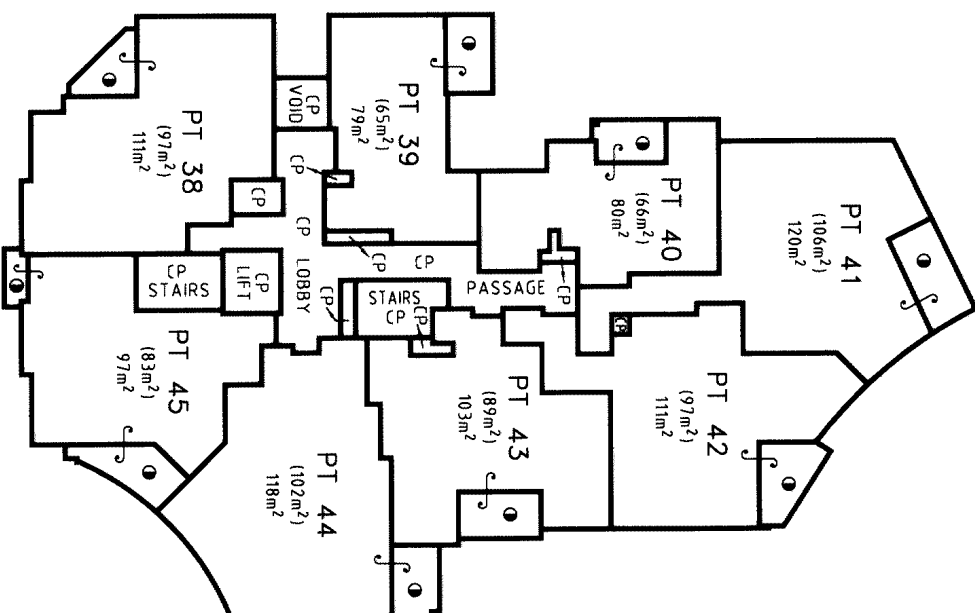 PT 38
(97m²)
111m²
CP
VOID
PT 39
(65m²)
79m²
PT 40
(66m²)
80m²
PT 41
(106m²)
120m²
CP
CP
CP
CP
CP
CP
LOBBY
PASSAGE
CP
CP
STAIRS
CP
LIFT
CP
STAIRS
CP
CP
CP
PT 42
(97m²)
111m²
PT 43
(89m²)
103m²
PT 44
(102m²)
118m²
PT 45
(83m²)
97m²